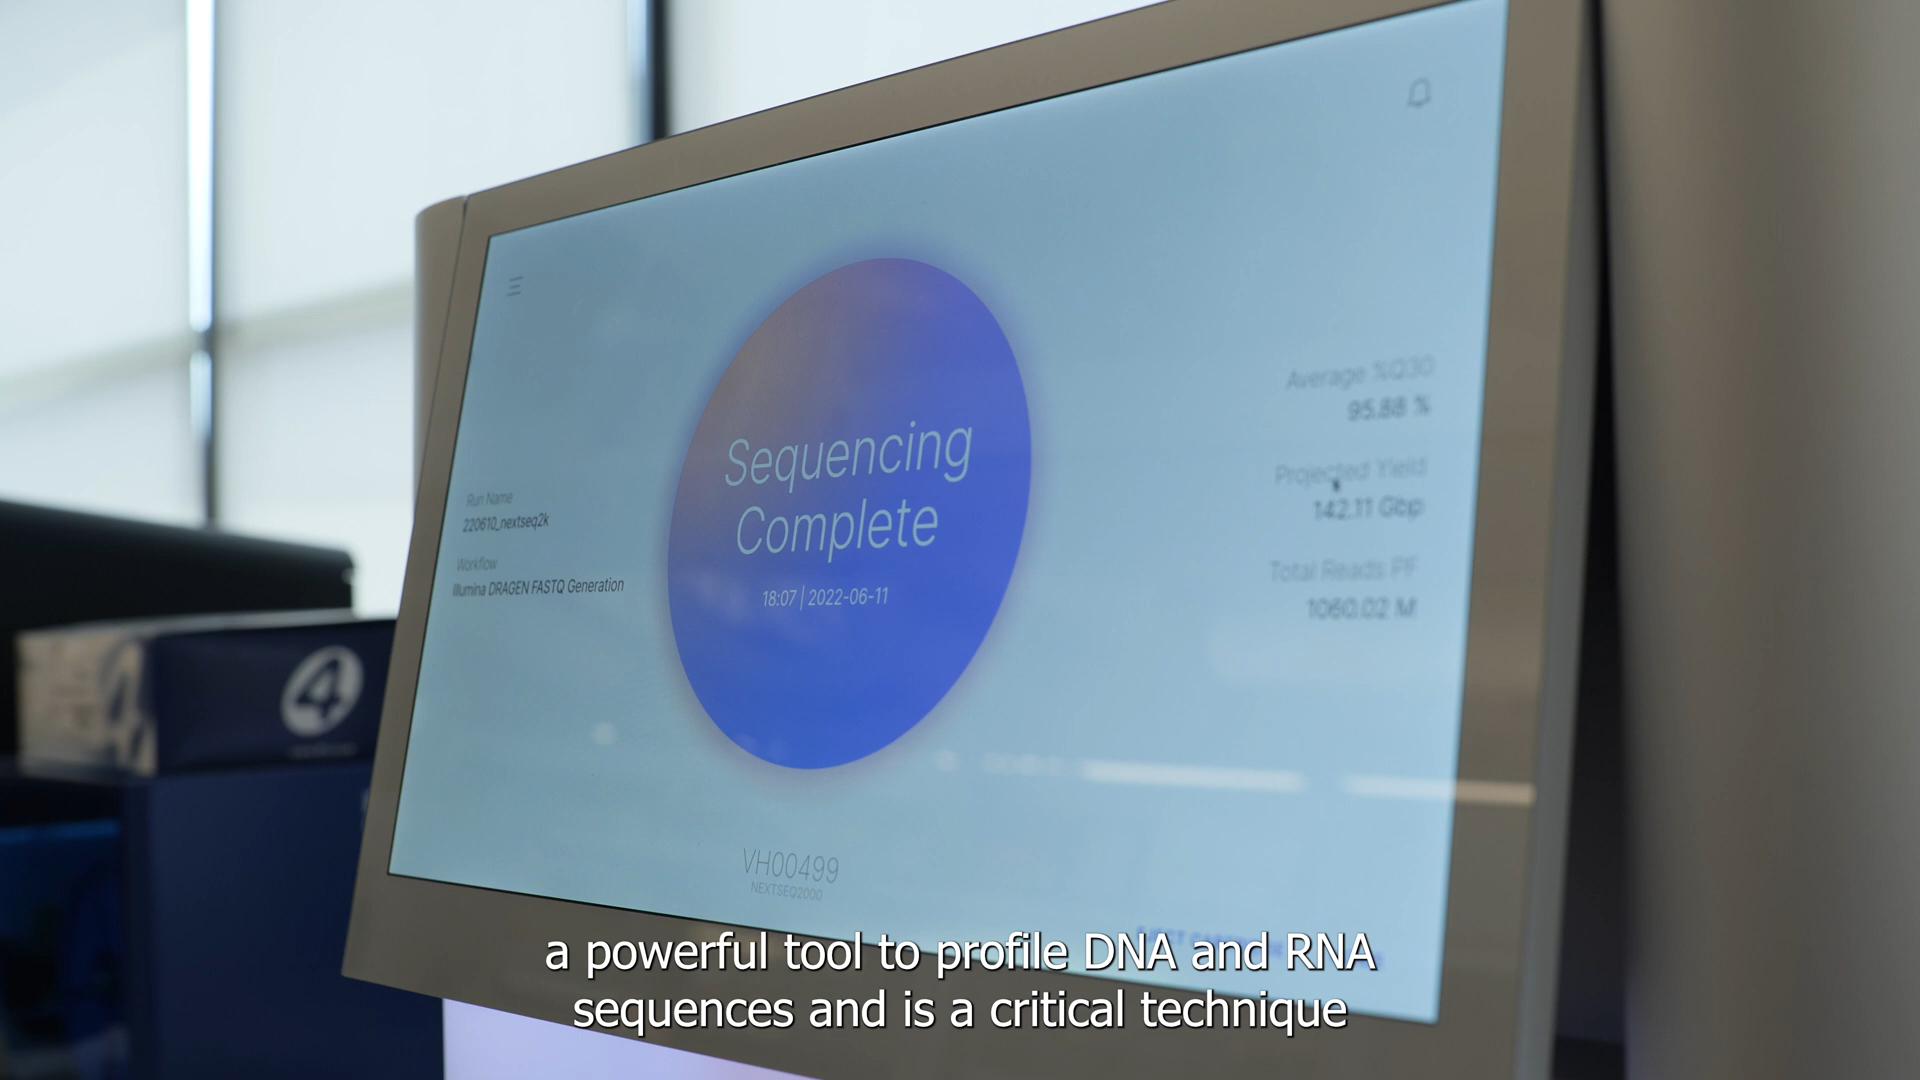 Run Name
220610_nextseq2k
Workflow
Illumina DRAGEN FASTQ Generation
Sequencing
Complete
18:07 | 2022-06-11
Average %Q30
95.88 %
Projected Yield
142.11 Gbp
Total Reads PF
1060.02 M
VH00499
NEXTSEQ2000
4
a powerful tool to profile DNA and RNA
sequences and is a critical technique